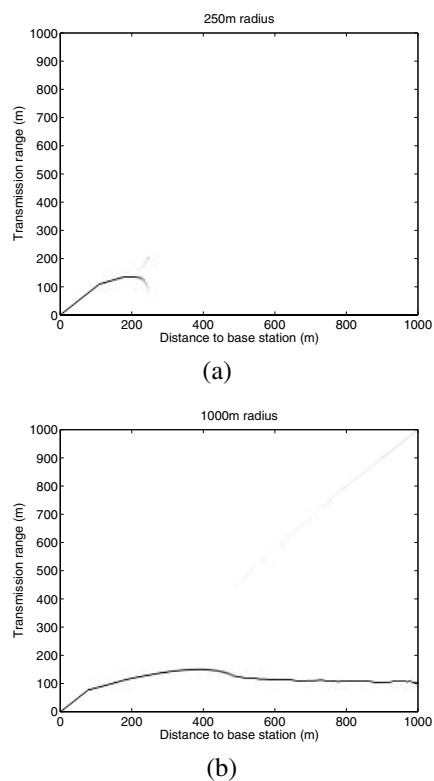 250m radius
1000
900
800
700
600
500
400
300
200
100
0
Transmission range (m)
0 200 400 600 800 1000
Distance to base station (m)
(a)
1000m radius
1000
900
800
700
600
500
400
300
200
100
0
Transmission range (m)
0 200 400 600 800 1000
Distance to base station (m)
(b)